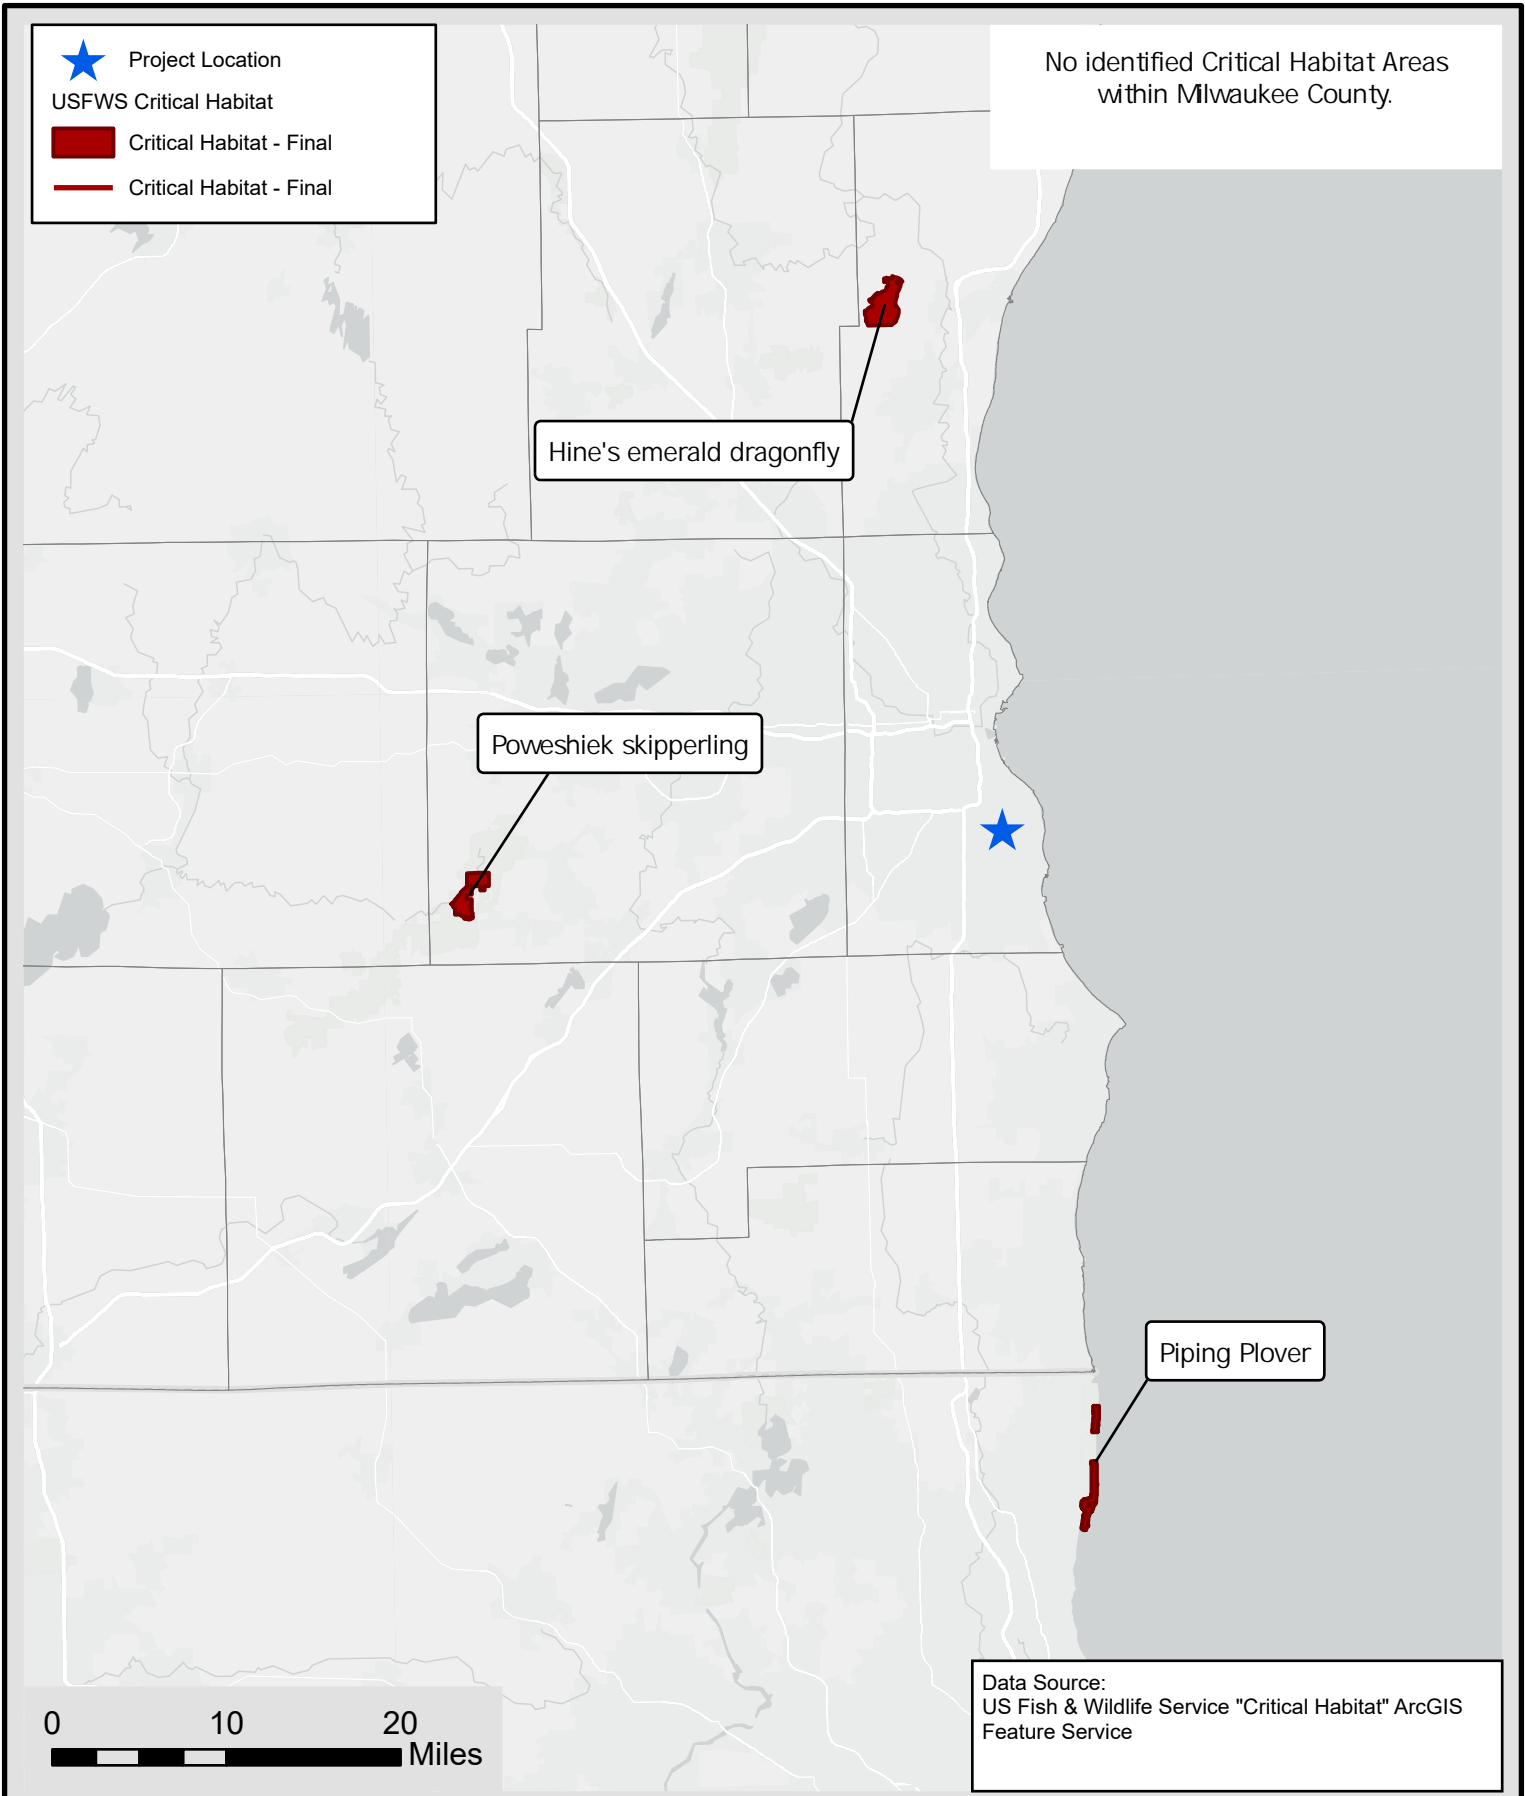 Project Location
USFWS Critical Habitat
Critical Habitat - Final
Critical Habitat - Final
No identified Critical Habitat Areas
within Milwaukee County.
Hine's emerald dragonfly
Poweshiek skipperling
Piping Plover
0 10 20
Miles
Data Source:
US Fish & Wildlife Service "Critical Habitat" ArcGIS
Feature Service